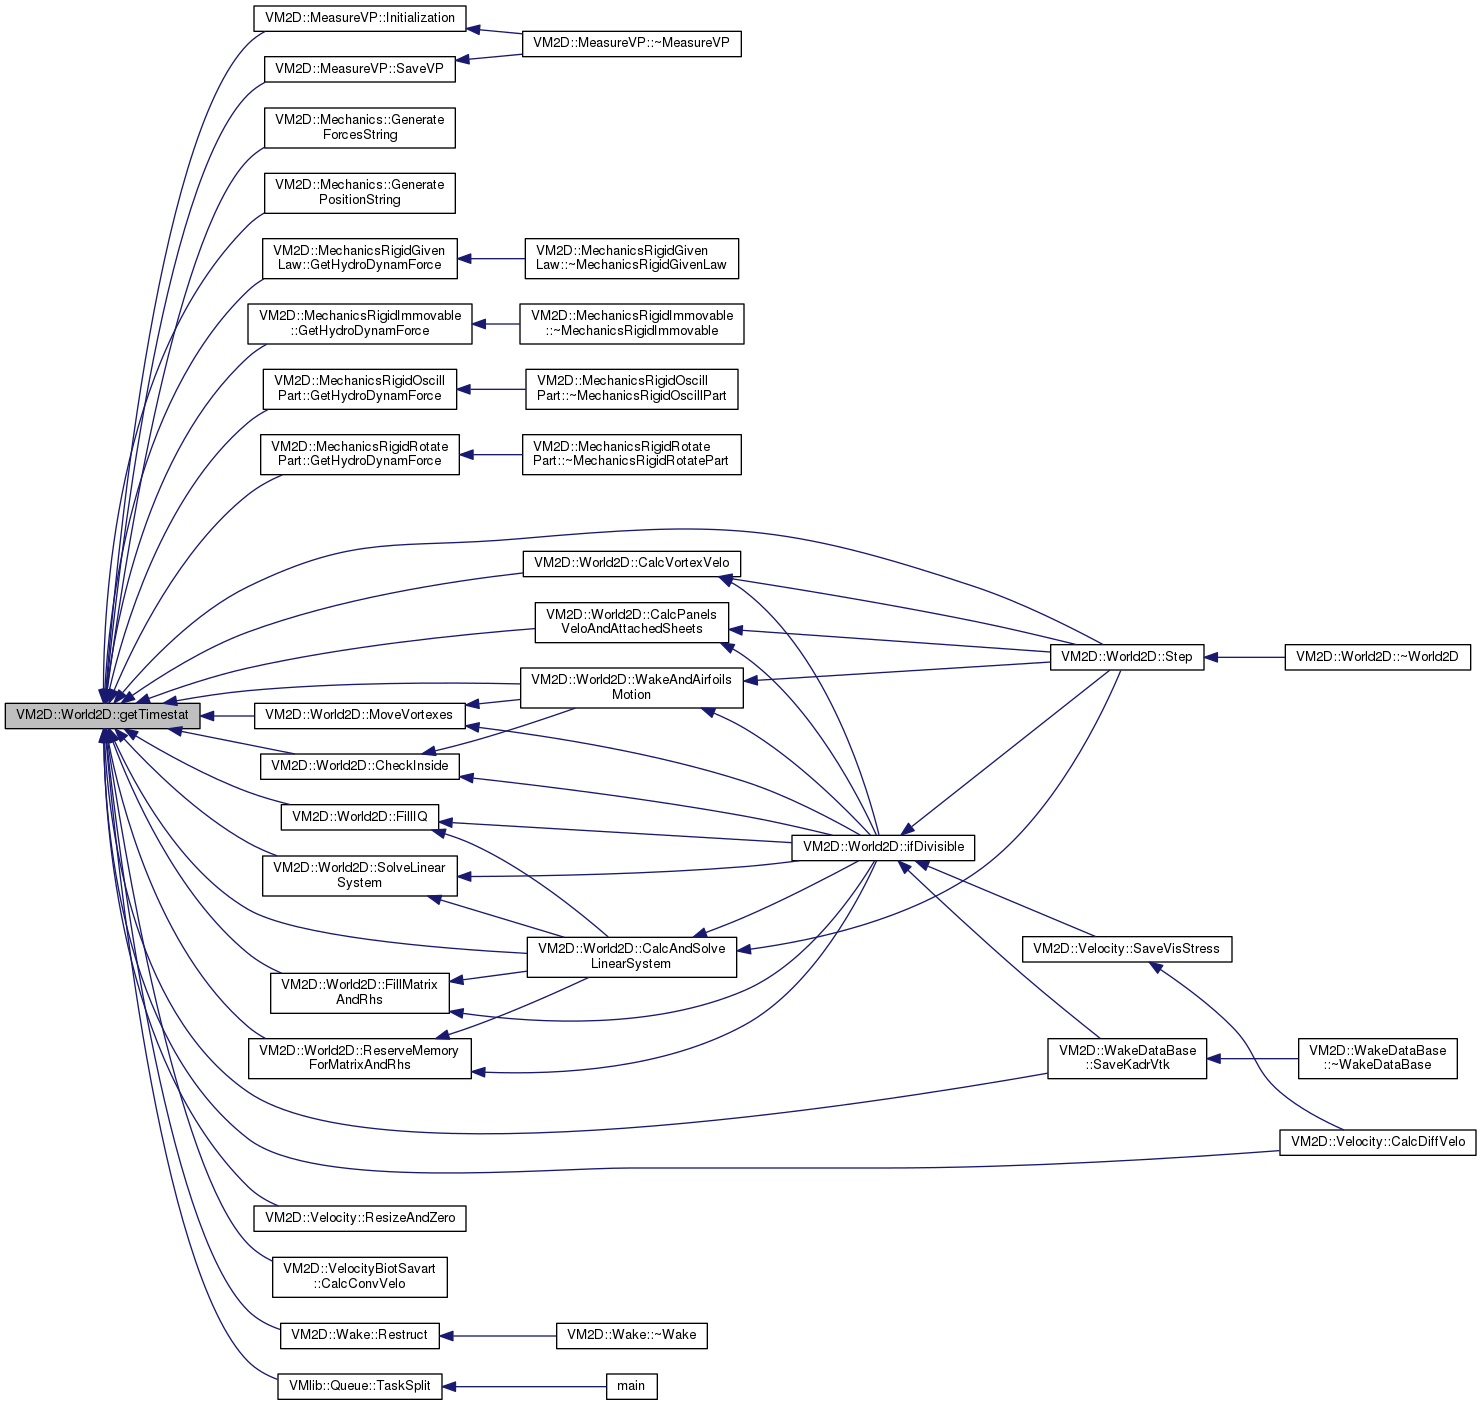 VM2D::MeasureVP::Initialization
VM2D::MeasureVP::~MeasureVP
VM2D::MeasureVP::SaveVP
VM2D::Mechanics::Generate
ForcesString
VM2D::Mechanics::Generate
PositionString
VM2D::MechanicsRigidGiven
Law::GetHydroDynamForce
VM2D::MechanicsRigidGiven
Law::~MechanicsRigidGivenLaw
VM2D::MechanicsRigidImmovable
::GetHydroDynamForce
VM2D::MechanicsRigidImmovable
::~MechanicsRigidImmovable
VM2D::MechanicsRigidOscill
Part::GetHydroDynamForce
VM2D::MechanicsRigidOscill
Part::~MechanicsRigidOscillPart
VM2D::MechanicsRigidRotate
Part::GetHydroDynamForce
VM2D::MechanicsRigidRotate
Part::~MechanicsRigidRotatePart
VM2D::World2D::CalcVortexVelo
VM2D::World2D::CalcPanels
VeloAndAttachedSheets
VM2D::World2D::Step
VM2D::World2D::~World2D
VM2D::World2D::WakeAndAirfoils
Motion
VM2D::World2D::getTimestat
VM2D::World2D::MoveVortexes
VM2D::World2D::CheckInside
VM2D::World2D::FillIQ
VM2D::World2D::ifDivisible
VM2D::World2D::SolveLinear
System
VM2D::World2D::CalcAndSolve
LinearSystem
VM2D::Velocity::SaveVisStress
VM2D::World2D::FillMatrix
AndRhs
VM2D::World2D::ReserveMemory
ForMatrixAndRhs
VM2D::WakeDataBase
::SaveKadrVtk
VM2D::WakeDataBase
::~WakeDataBase
VM2D::Velocity::CalcDiffVelo
VM2D::Velocity::ResizeAndZero
VM2D::VelocityBiotSavart
::CalcConvVelo
VM2D::Wake::Restruct
VM2D::Wake::~Wake
VMlib::Queue::TaskSplit
main